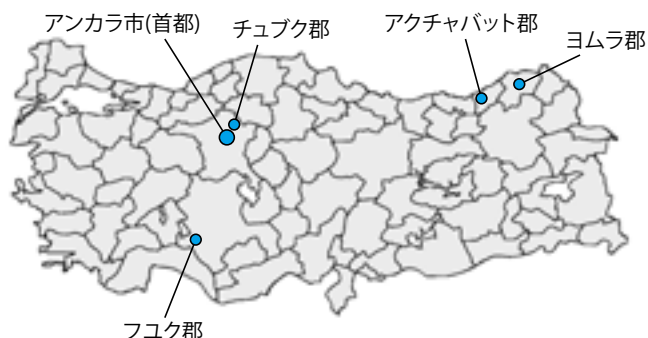 アンカラ市(首都)
チュブク郡
アクチャバット郡
ヨムラ郡
フユク郡